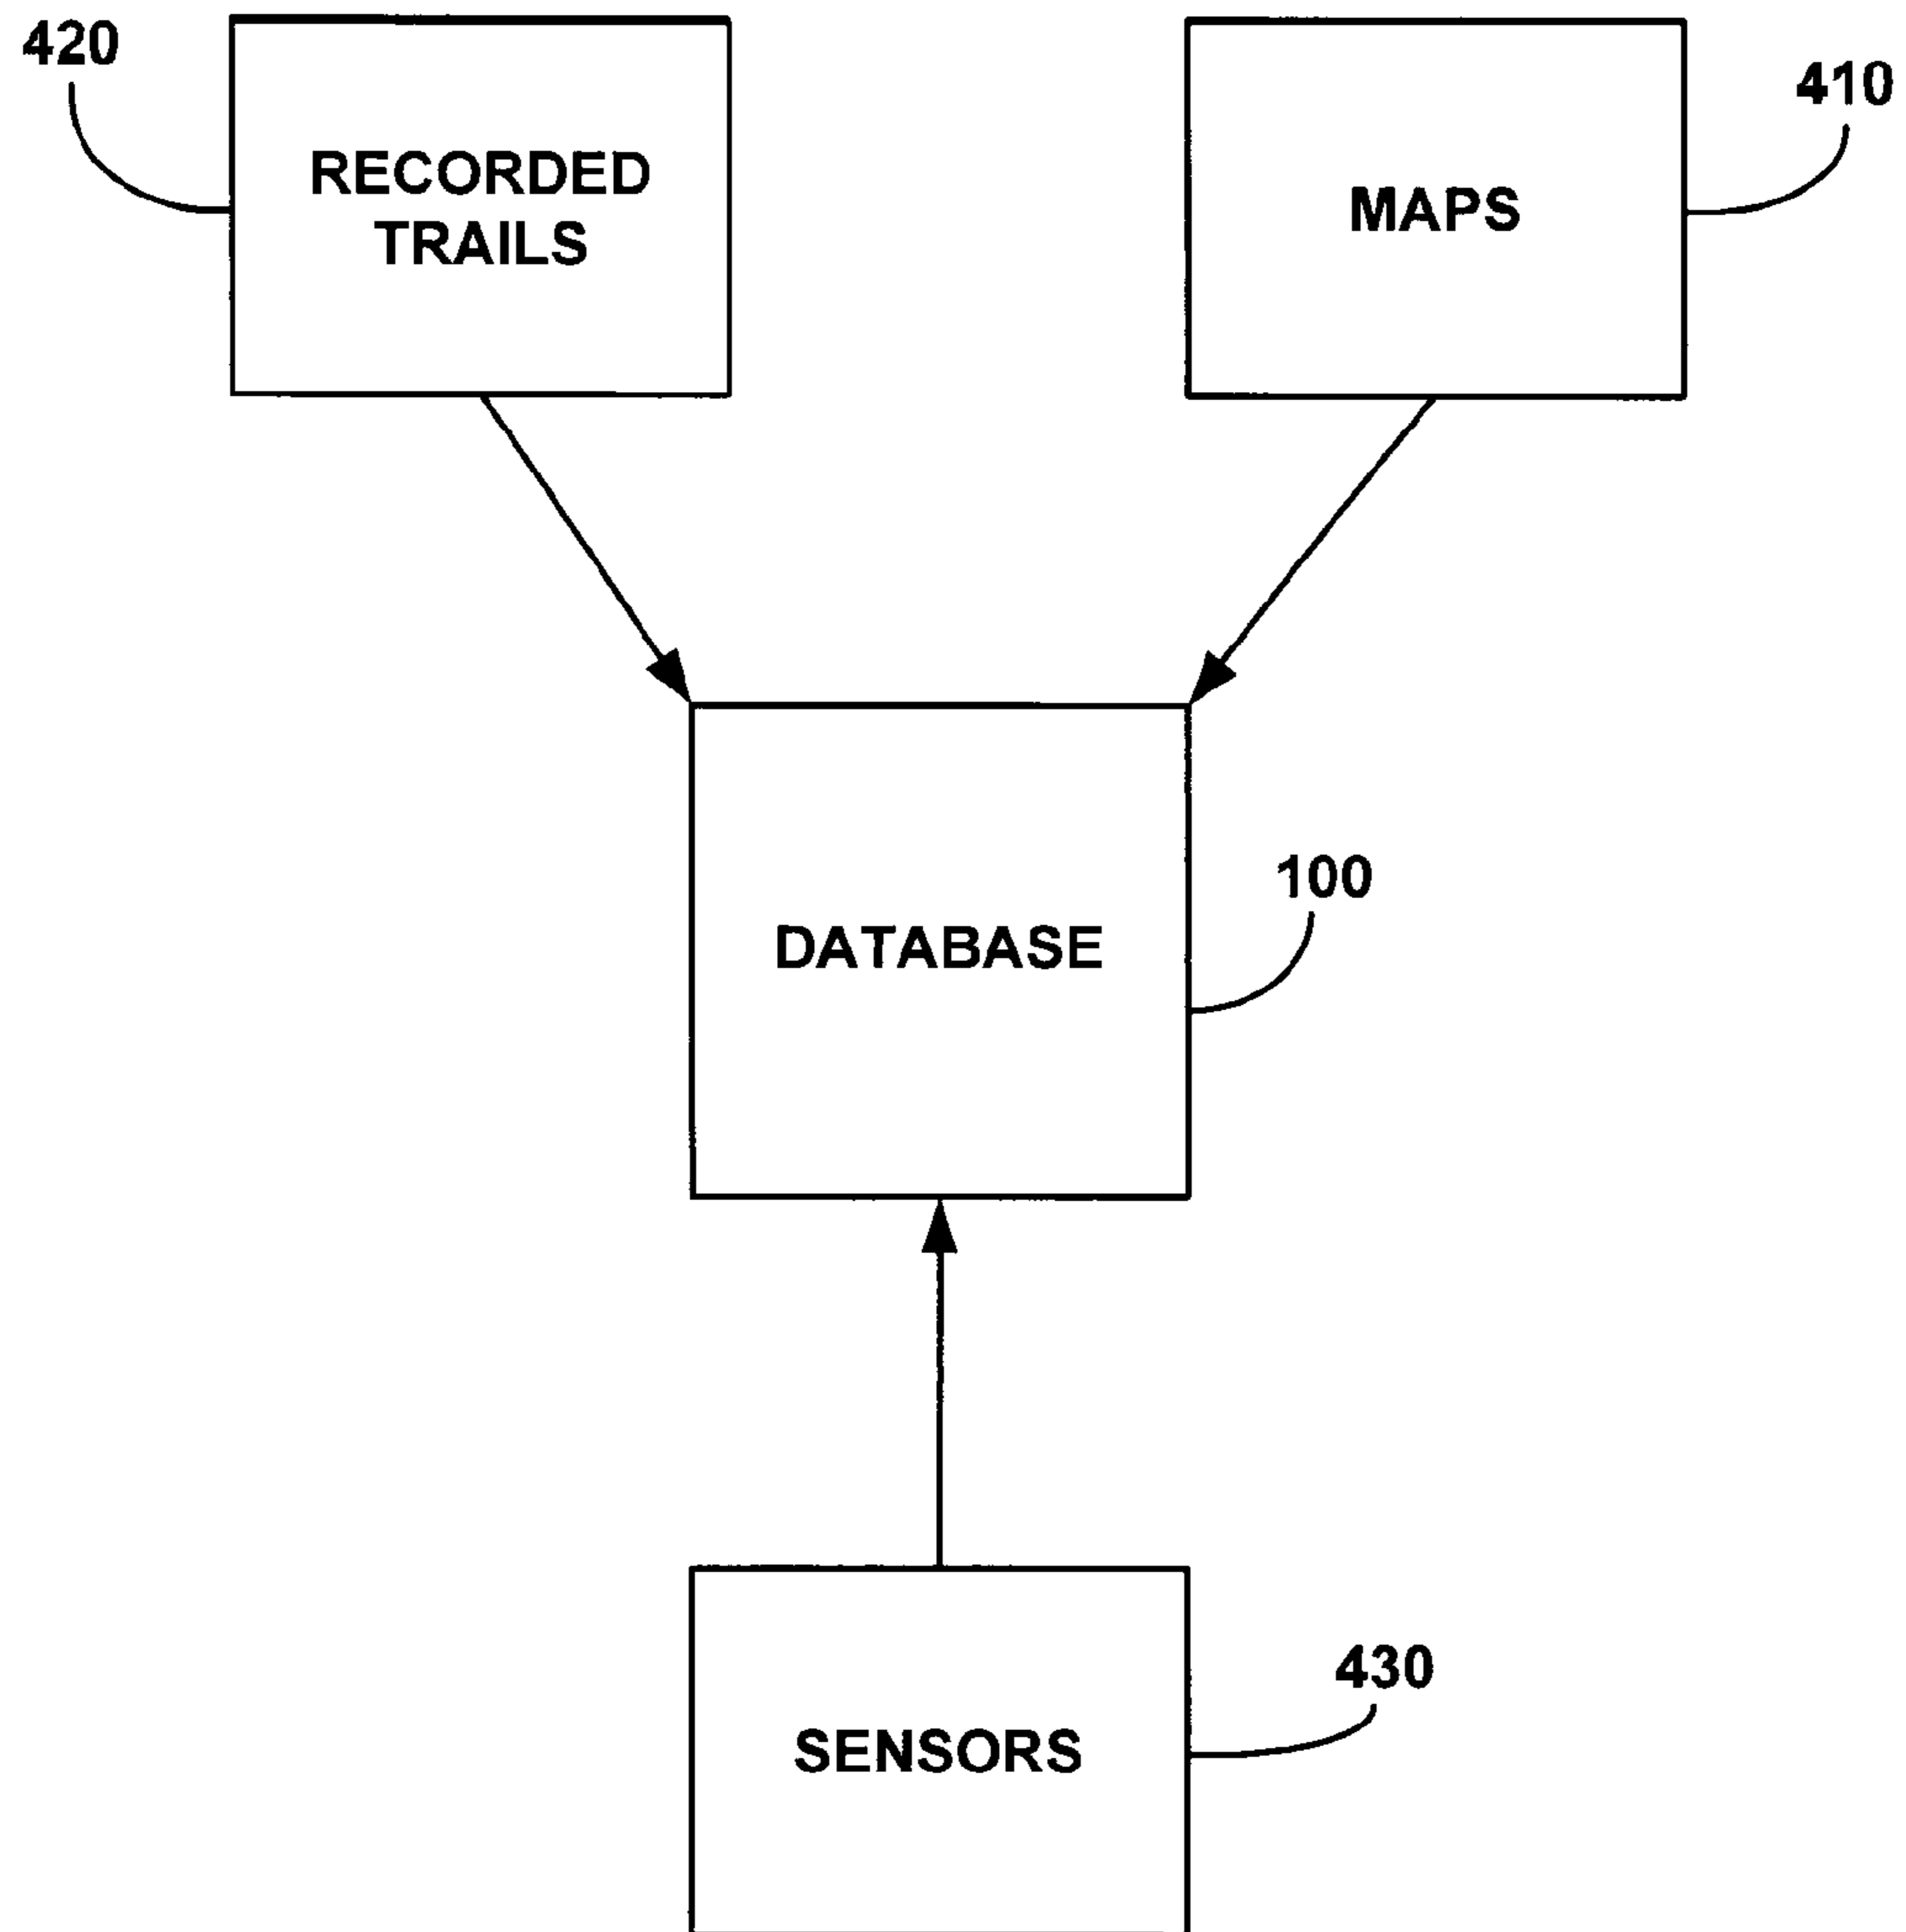 420
410
RECORDED
TRAILS
MAPS
100
DATABASE
430
SENSORS